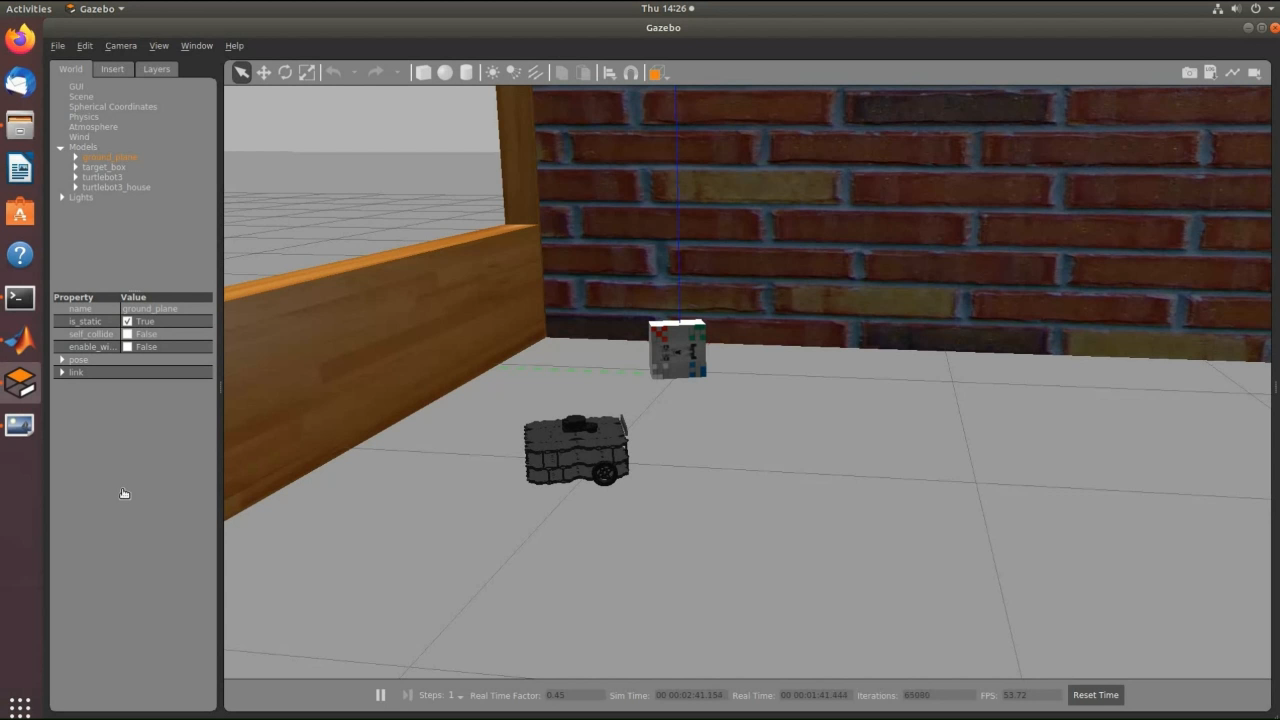 Activities Gazebo Thu 14:26
Gazebo
File Edit Camera View Window Help
World Insert Layers
GUI
Scene
Spherical Coordinates
Physics
Atmosphere
Wind
Models
ground_plane
target_box
turtlebot3
turtlebot3_house
Lights
Property Value
name ground_plane
is_static True
self_collide False
enable_wi... False
pose
link
Steps: 1 Real Time Factor: 0.45 Sim Time: 00 00:02:41.154 Real Time: 00 00:01:41.444 Iterations: 65080 FPS: 53.72 Reset Time